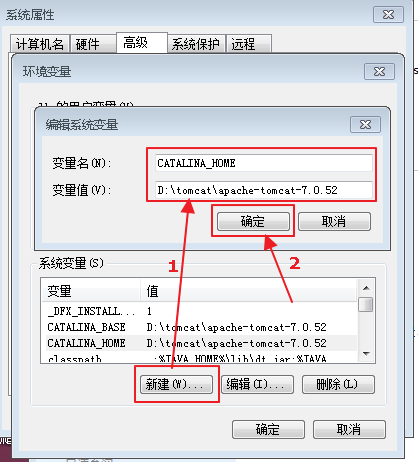 系统属性
计算机名 硬件 高级 系统保护 远程
环境变量
的用户变量(U)
编辑系统变量
变量名(N): CATALINA_HOME
变量值(V): D:\tomcat\apache-tomcat-7.0.52
确定 取消
1 2
系统变量(S)
变量 值
_DFX_INSTALL... 1
CATALINA_BASE D:\tomcat\apache-tomcat-7.0.52
CATALINA_HOME D:\tomcat\apache-tomcat-7.0.52
classpath .;%JAVA_HOME%\lib\dt.jar;%JAVA
新建(W)... 编辑(I)... 删除(L)
确定 取消